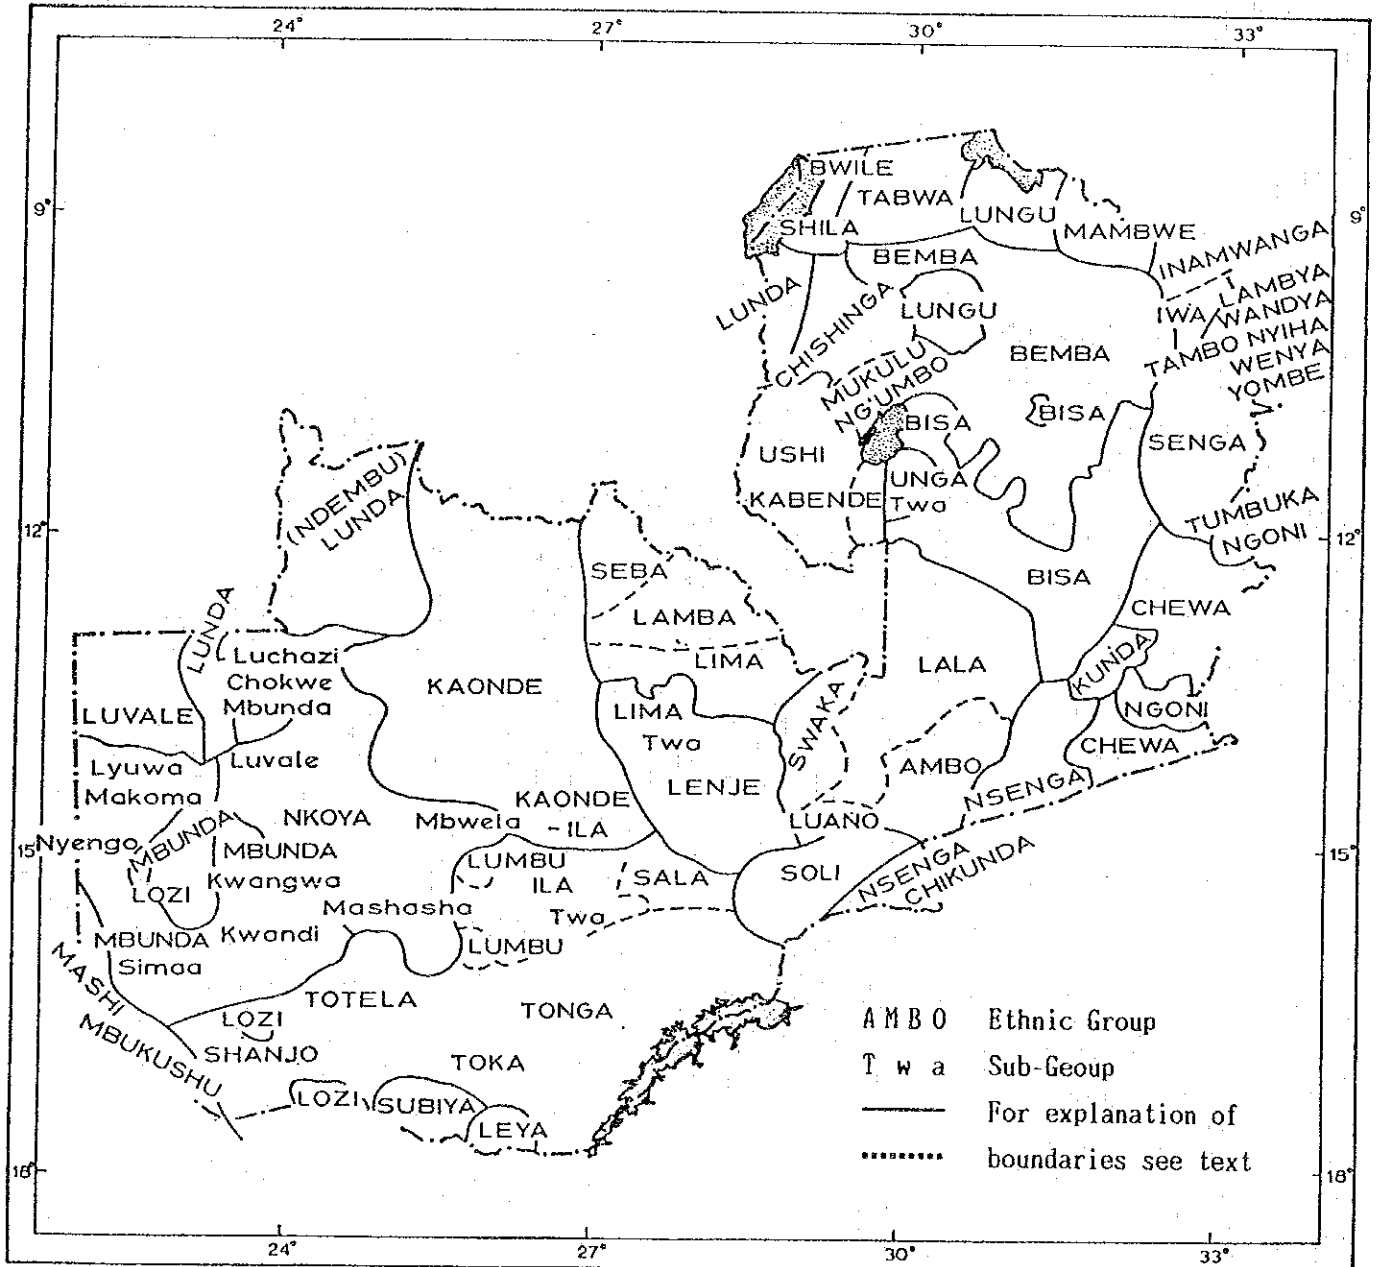 24°
27°
30°
33°
9°
9°
BWILE
TABWA
SHILA
LUNGU
MAMBWE
INAMWANGA
BEMBA
LUNDA
CHISHINGA
LUNGU
IWA
LAMBYA
WANDYA
TAMBO NYIHA
WENYA
YOMBE
BEMBA
MUKULU
NG'UMBO
BISA
BISA
SENGA
USHI
UNGA
KABENDE
Twa
(NDEMBU)
LUNDA
12°
12°
TUMBUKA
NGONI
SEBA
BISA
CHEWA
LAMBA
LUNDA
LIMA
LALA
KUNDA
Luchazi
Chokwe
Mbunda
KAONDE
LUVALE
LIMA
Twa
SWAKA
NGONI
CHEWA
Lyuwa
Luvale
Makoma
LENJE
AMBO
NSENGA
KAONDE
-ILA
NKOYA
Mbwela
LUANO
Nyengo
MBUNDA
15°
15°
MBUNDA
LUMBU
ILA
SALA
SOLI
NSENGA
CHIKUNDA
LOZI
Kwangwa
Mashasha
Twa
MBUNDA
Kwandi
LUMBU
Simaa
MASHI
TOTELA
TONGA
LOZI
MBUKUSHU
SHANJO
TOKA
LOZI
SUBIYA
LEYA
AMBO Ethnic Group
Twa Sub-Geoup
For explanation of
boundaries see text
18°
18°
24°
27°
30°
33°